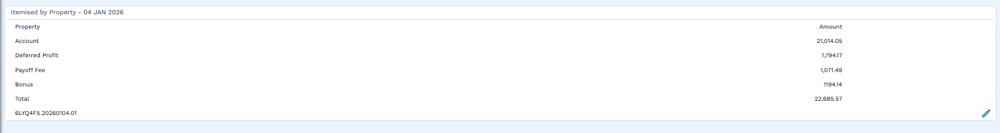 Itemised by Property - 04 JAN 2026
Property Amount
Account 21,014.05
Deferred Profit 1,794.17
Payoff Fee 1,071.49
Bonus 1194.14
Total 22,685.57
6LYQ4F5.20260104.01